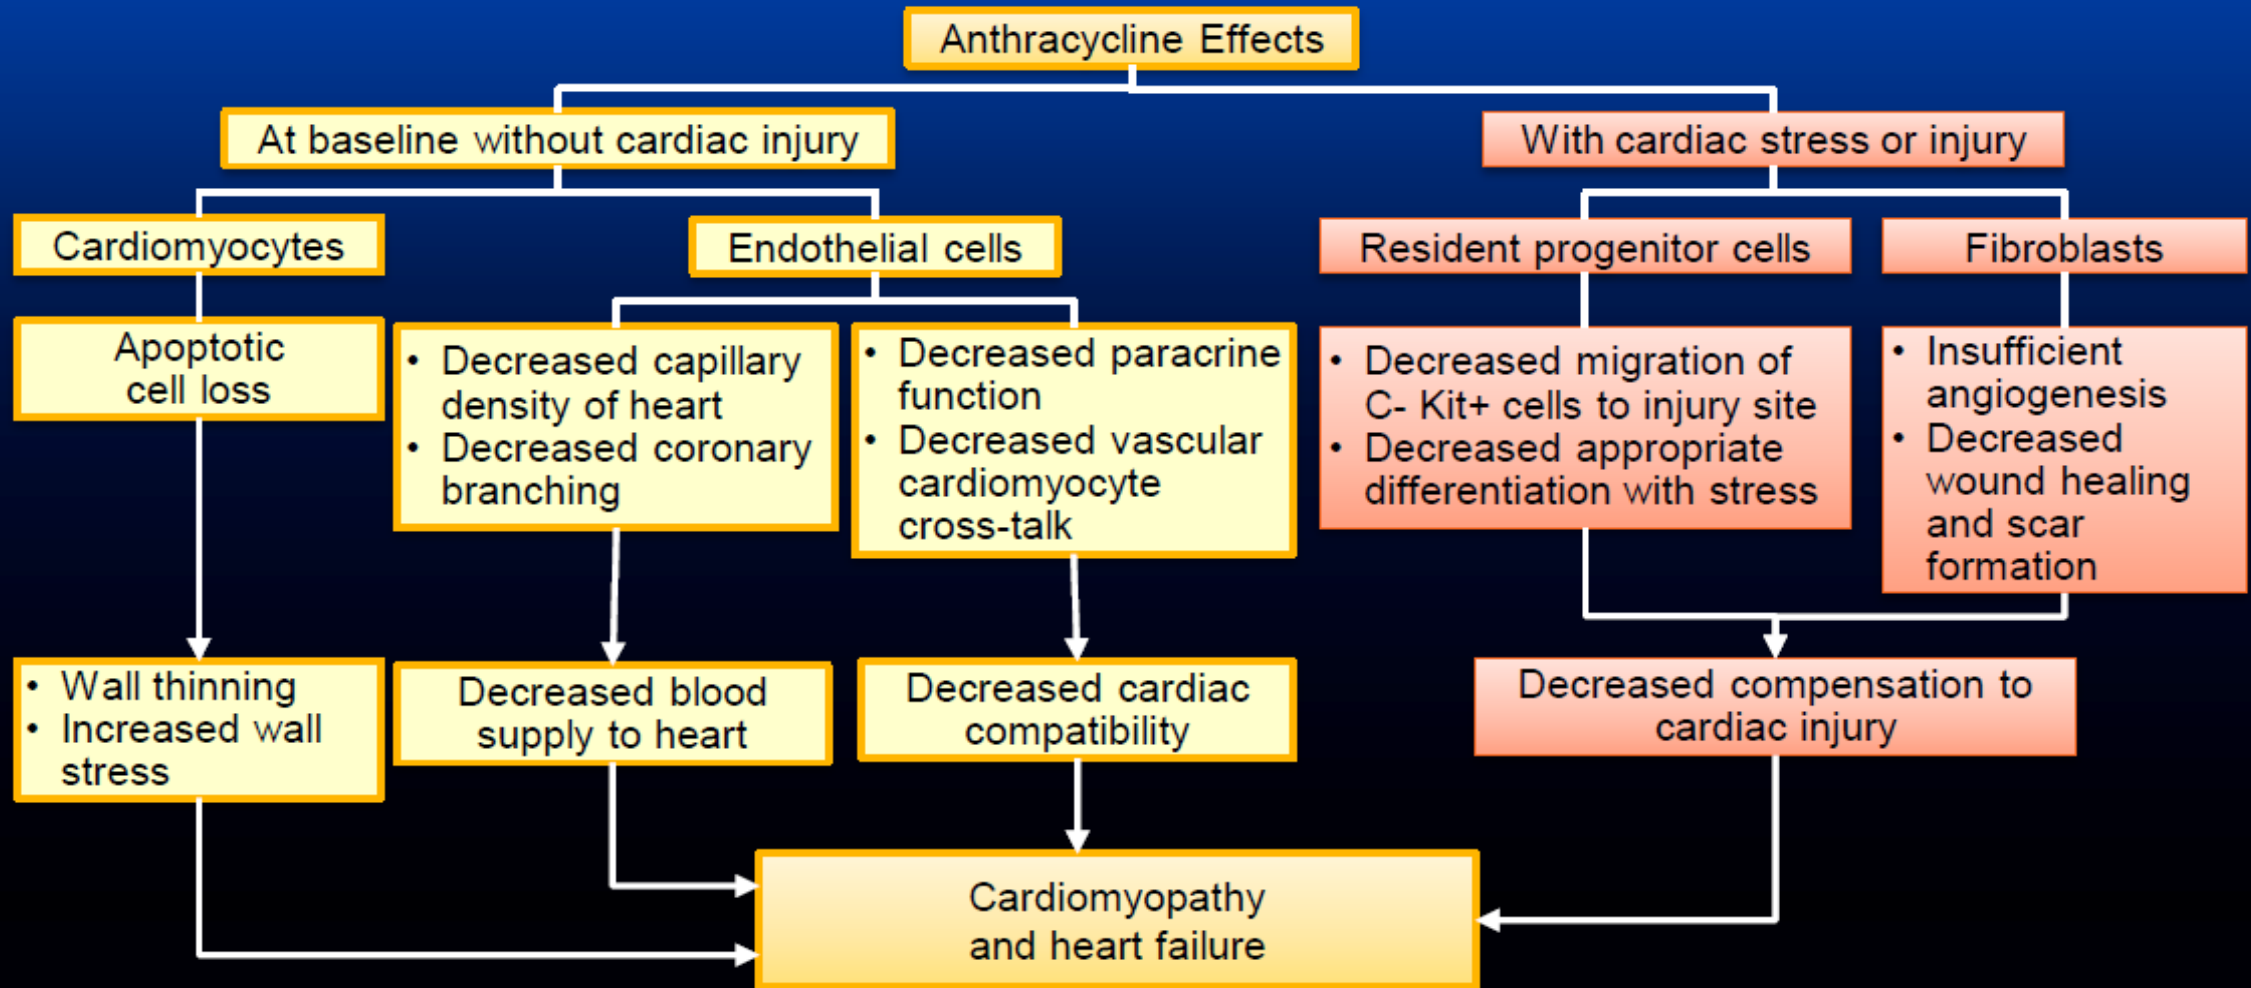 Anthracycline Effects
At baseline without cardiac injury
With cardiac stress or injury
Cardiomyocytes
Endothelial cells
Resident progenitor cells
Fibroblasts
Apoptotic
cell loss
• Decreased capillary
density of heart
• Decreased coronary
branching
• Decreased paracrine
function
• Decreased vascular
cardiomyocyte
cross-talk
• Decreased migration of
C- Kit+ cells to injury site
• Decreased appropriate
differentiation with stress
• Insufficient
angiogenesis
• Decreased
wound healing
and scar
formation
• Wall thinning
• Increased wall
stress
Decreased blood
supply to heart
Decreased cardiac
compatibility
Decreased compensation to
cardiac injury
Cardiomyopathy
and heart failure